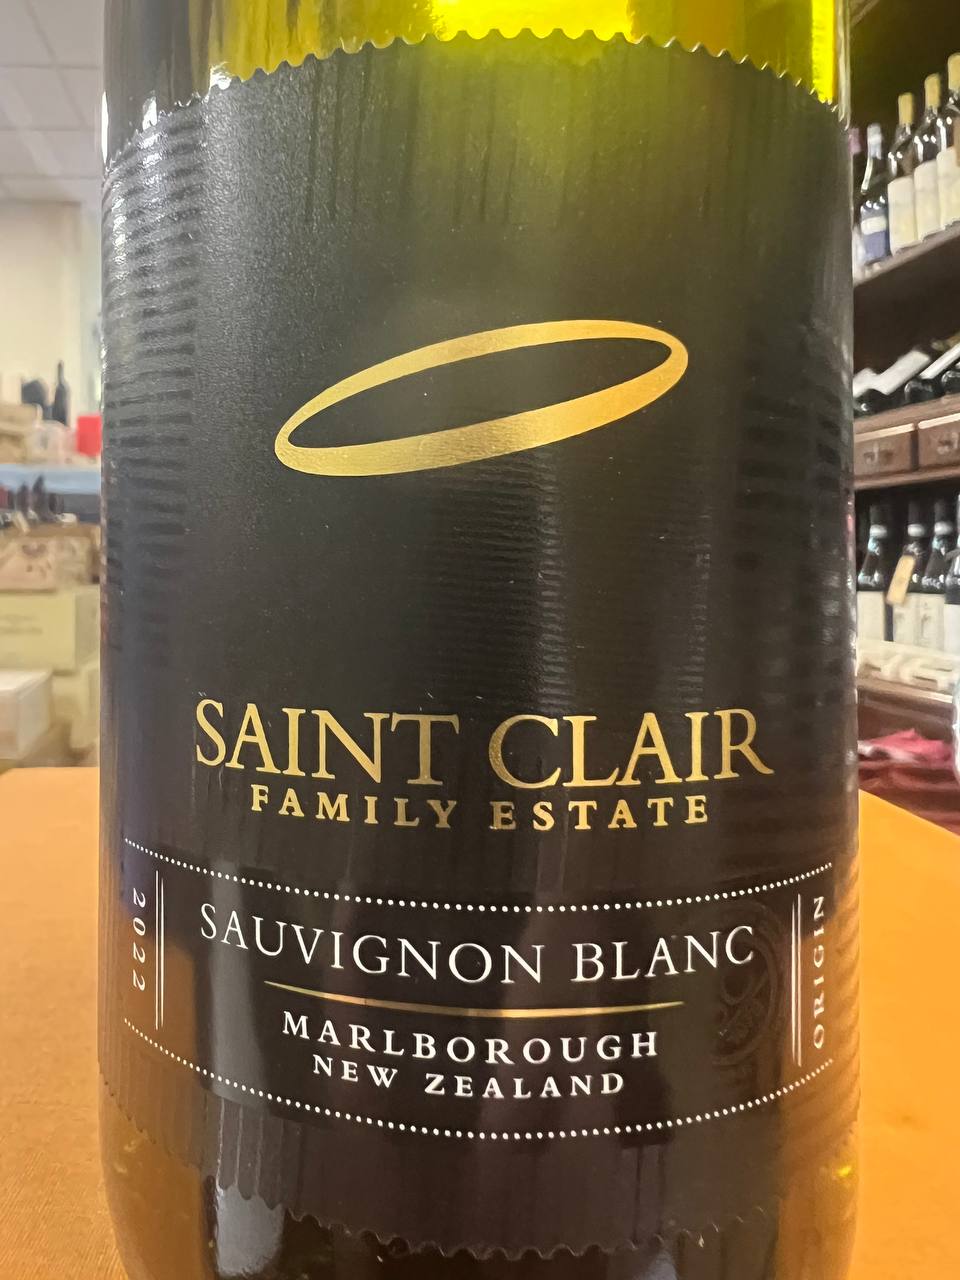 SAINT CLAIR
FAMILY ESTATE
2022
SAUVIGNON BLANC
ORIGIN
MARLBOROUGH
NEW ZEALAND